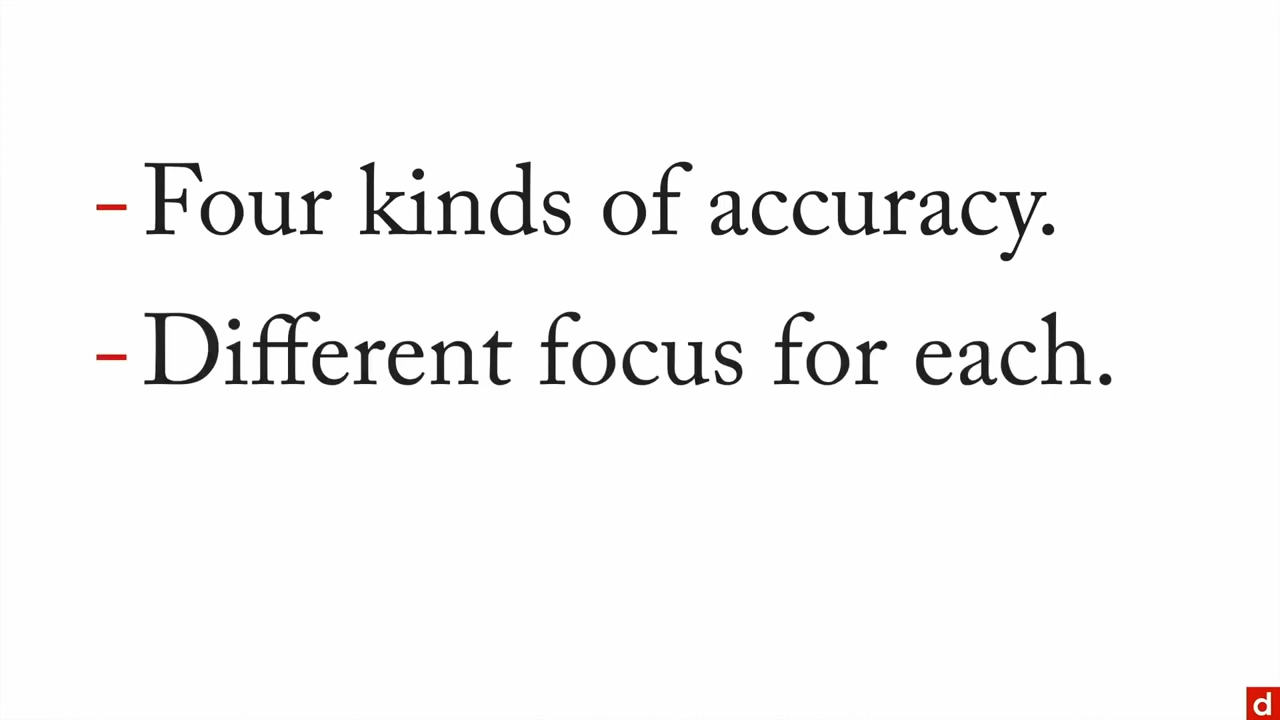 – Four kinds of accuracy.
– Different focus for each.
d